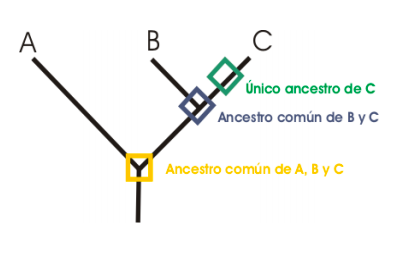 A
B
C
Único ancestro de C
Ancestro común de B y C
Ancestro común de A, B y C